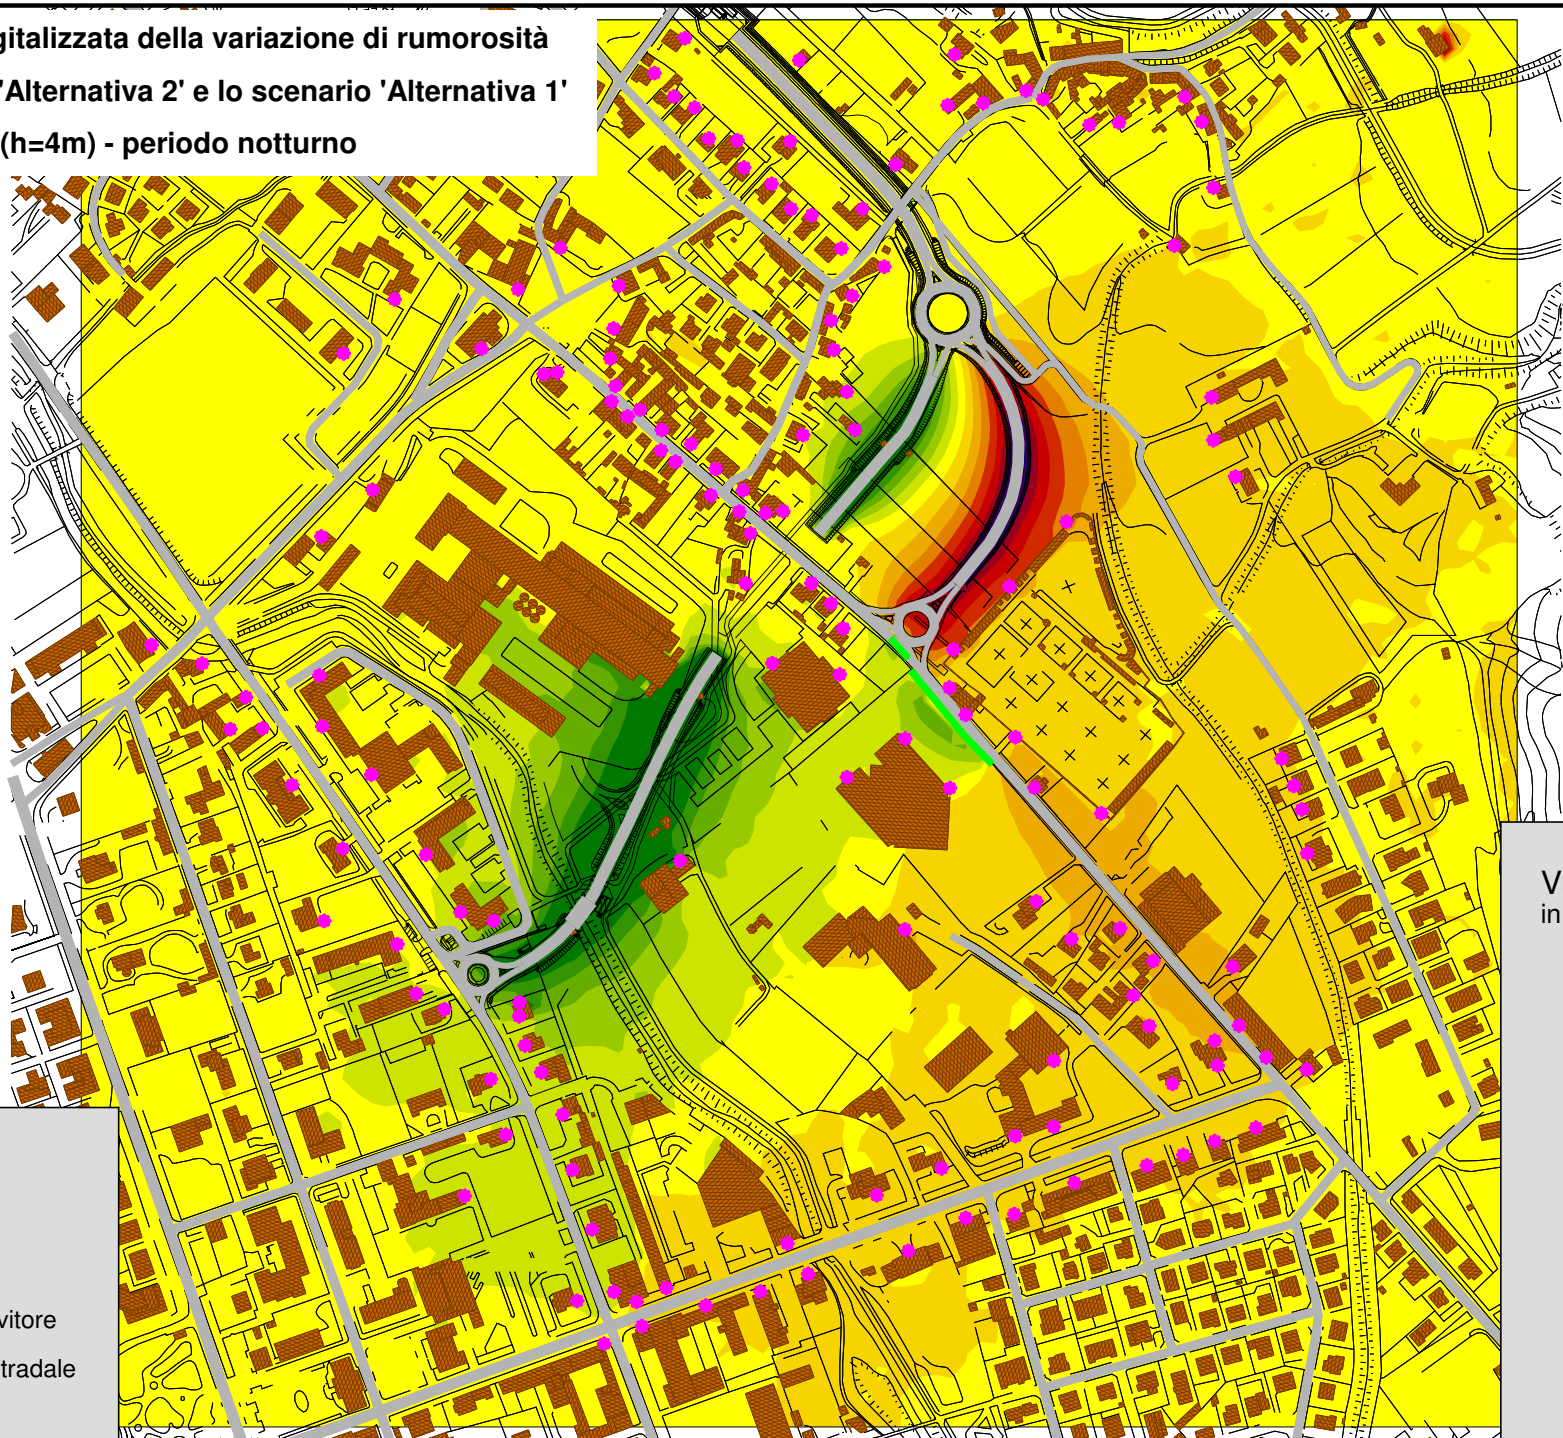 gitalizzata della variazione di rumorosità
'Alternativa 2' e lo scenario 'Alternativa 1'
(h=4m) - periodo notturno
V
in
vitore
tradale